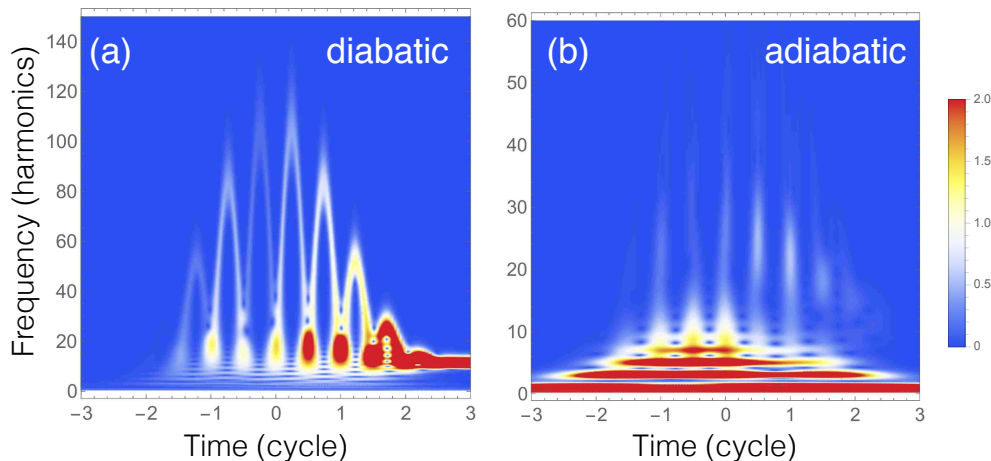 (a) diabatic
(b) adiabatic
Frequency (harmonics)
140
120
100
80
60
40
20
0
−3 −2 −1 0 1 2 3
Time (cycle)
60
50
40
30
20
10
0
−3 −2 −1 0 1 2 3
Time (cycle)
2.0
1.5
1.0
0.5
0